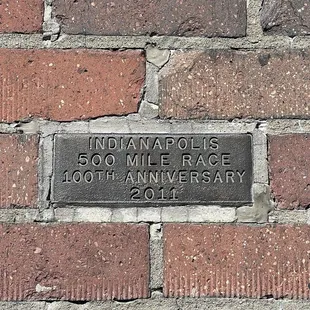 INDIANAPOLIS
500 MILE RACE
100TH ANNIVERSARY
2011